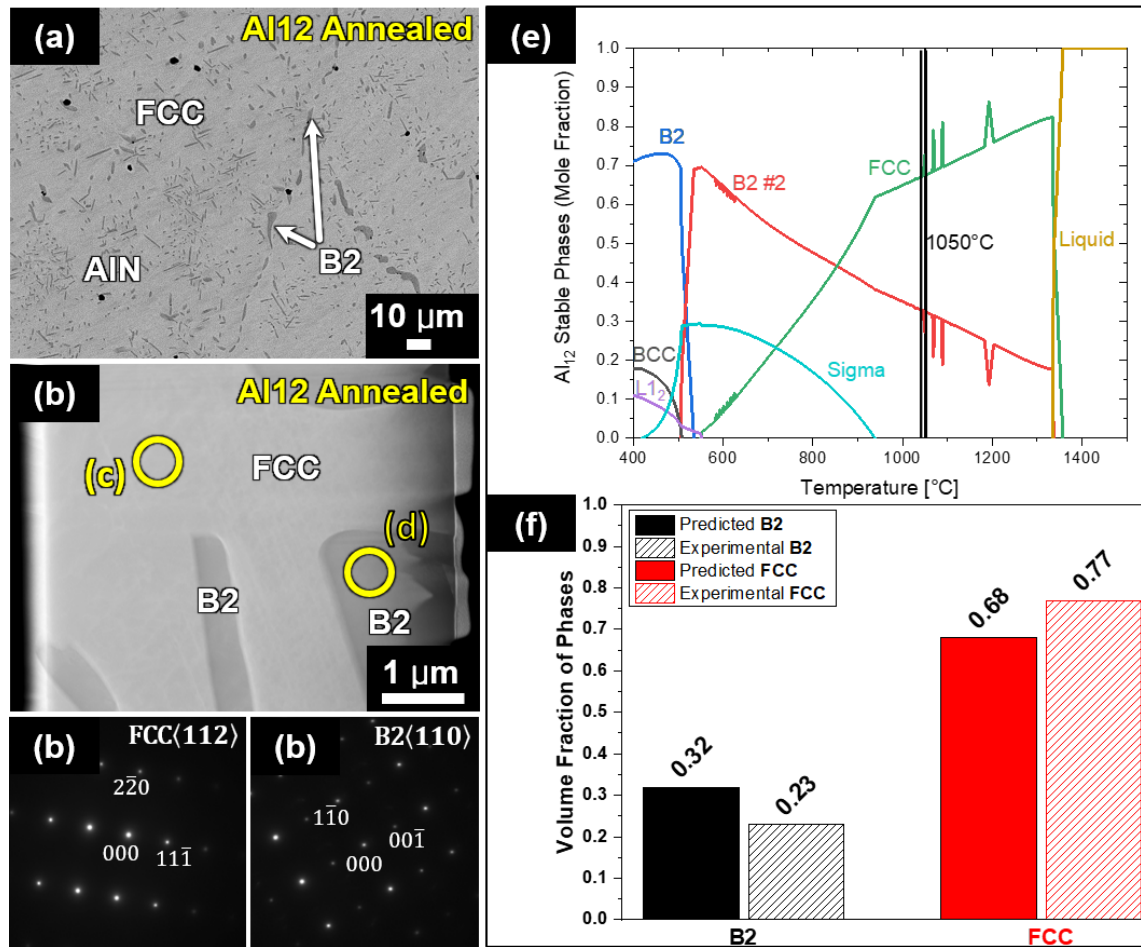 (a)
Al12 Annealed
FCC
AlN
B2
10 µm
(b)
Al12 Annealed
(c)
FCC
(d)
B2
B2
1 µm
(b)
FCC⟨112⟩
22̄0
000
111̄
(b)
B2⟨110⟩
11̄0
001̄
000
(e)
Al₁₂ Stable Phases (Mole Fraction)
1.0
0.9
0.8
0.7
0.6
0.5
0.4
0.3
0.2
0.1
0.0
B2
B2 #2
FCC
1050°C
Liquid
BCC
L1₂
Sigma
400
600
800
1000
1200
1400
Temperature [°C]
(f)
Volume Fraction of Phases
1.0
0.9
0.8
0.7
0.6
0.5
0.4
0.3
0.2
0.1
0.0
Predicted B2
Experimental B2
Predicted FCC
Experimental FCC
0.32
0.23
0.68
0.77
B2
FCC